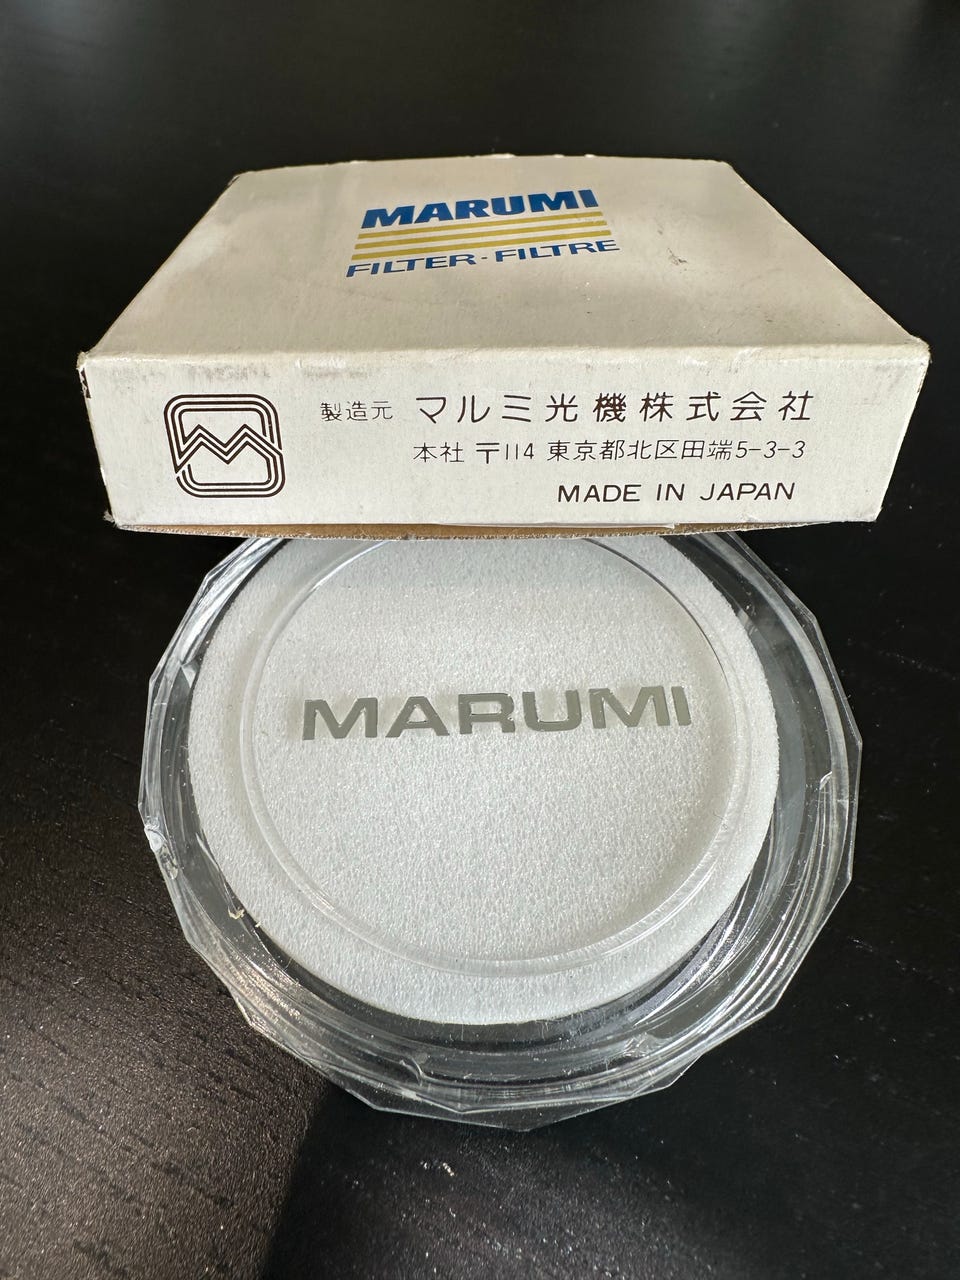 MARUMI
FILTER·FILTRE
製造元 マルミ光機株式会社
本社 〒114 東京都北区田端5-3-3
MADE IN JAPAN
MARUMI